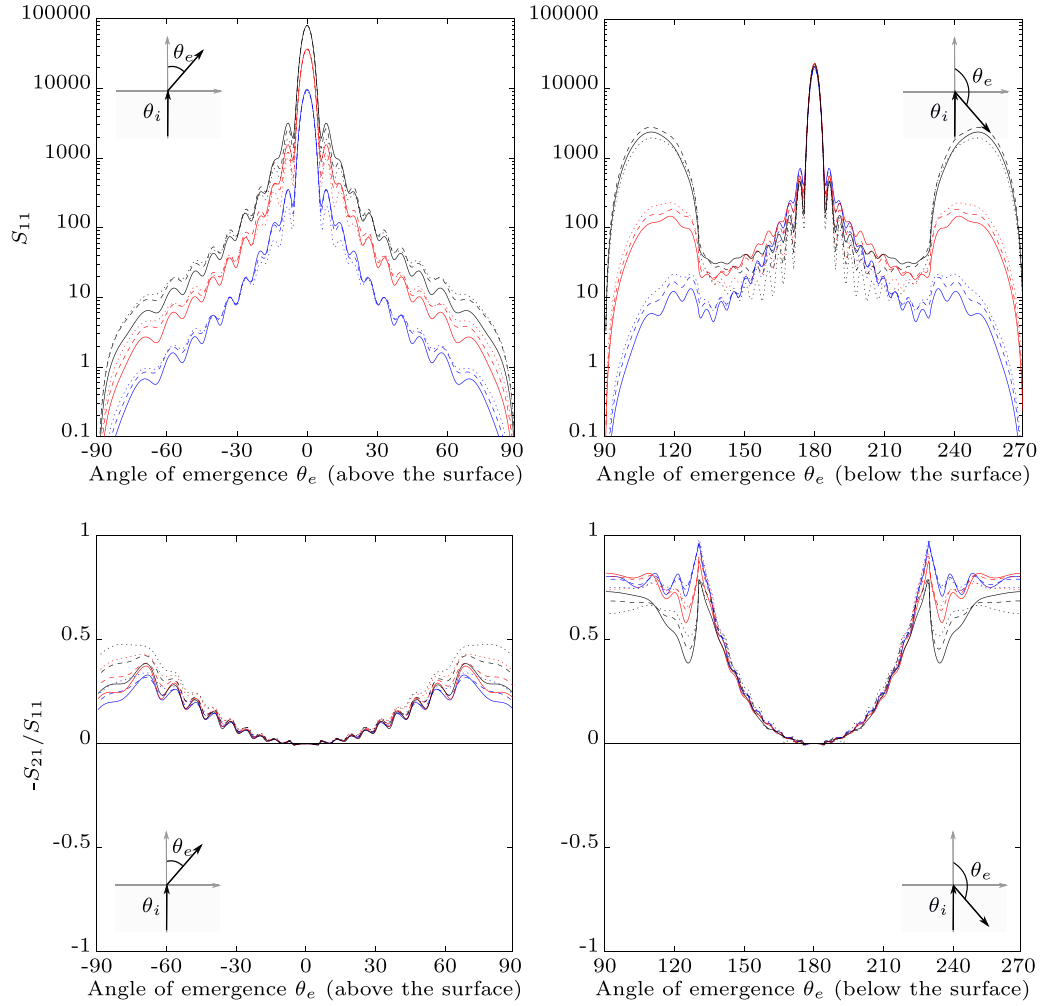 100000
10000
1000
100
10
1
0.1
S11
θe
θi
-90 -60 -30 0 30 60 90
Angle of emergence θe (above the surface)
100000
10000
1000
100
10
1
0.1
θe
θi
90 120 150 180 210 240 270
Angle of emergence θe (below the surface)
1
0.5
0
-0.5
-1
-S21/S11
θe
θi
-90 -60 -30 0 30 60 90
Angle of emergence θe (above the surface)
1
0.5
0
-0.5
-1
θe
θi
90 120 150 180 210 240 270
Angle of emergence θe (below the surface)